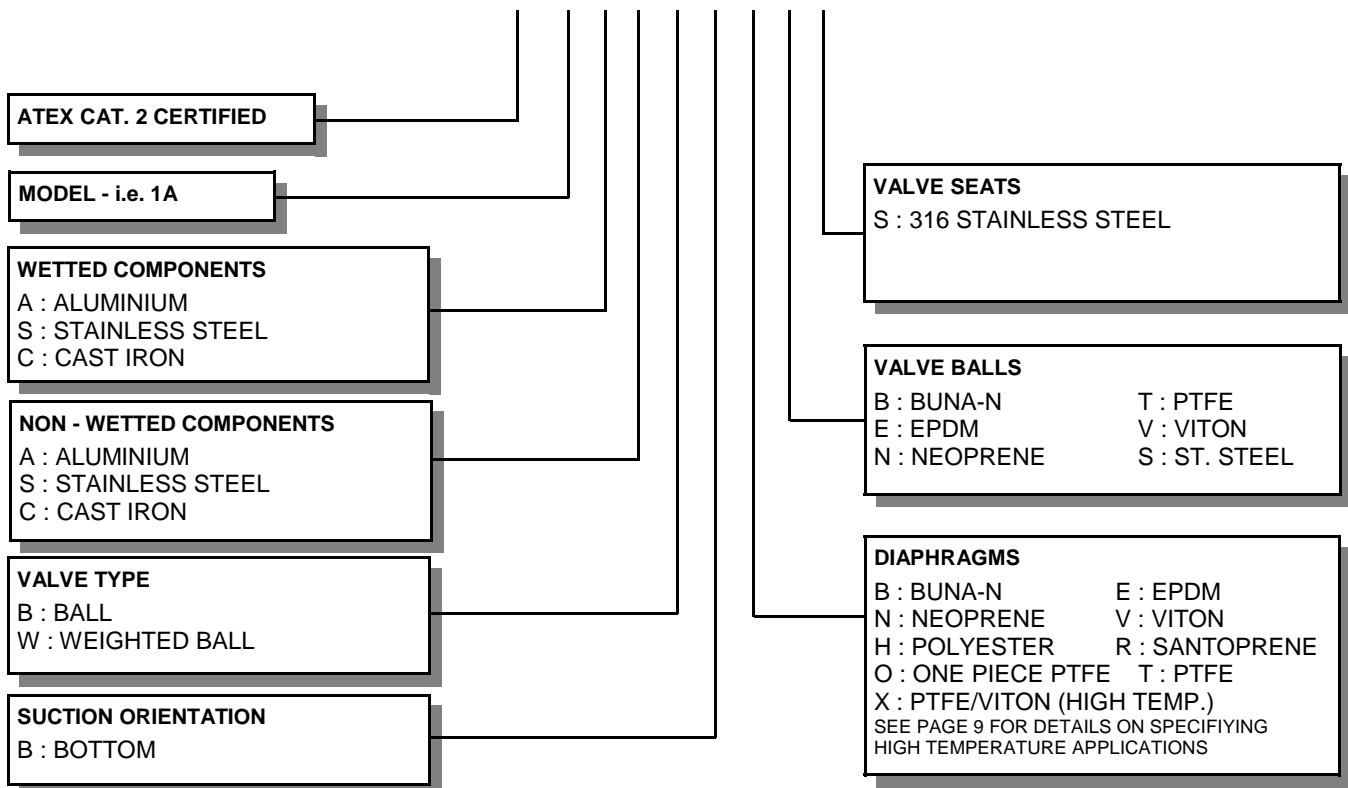 ATEX CAT. 2 CERTIFIED
MODEL - i.e. 1A
WETTED COMPONENTS
A : ALUMINIUM
S : STAINLESS STEEL
C : CAST IRON
NON - WETTED COMPONENTS
A : ALUMINIUM
S : STAINLESS STEEL
C : CAST IRON
VALVE TYPE
B : BALL
W : WEIGHTED BALL
SUCTION ORIENTATION
B : BOTTOM
VALVE SEATS
S : 316 STAINLESS STEEL
VALVE BALLS
B : BUNA-N T : PTFE
E : EPDM V : VITON
N : NEOPRENE S : ST. STEEL
DIAPHRAGMS
B : BUNA-N E : EPDM
N : NEOPRENE V : VITON
H : POLYESTER R : SANTOPRENE
O : ONE PIECE PTFE T : PTFE
X : PTFE/VITON (HIGH TEMP.)
SEE PAGE 9 FOR DETAILS ON SPECIFIYING
HIGH TEMPERATURE APPLICATIONS